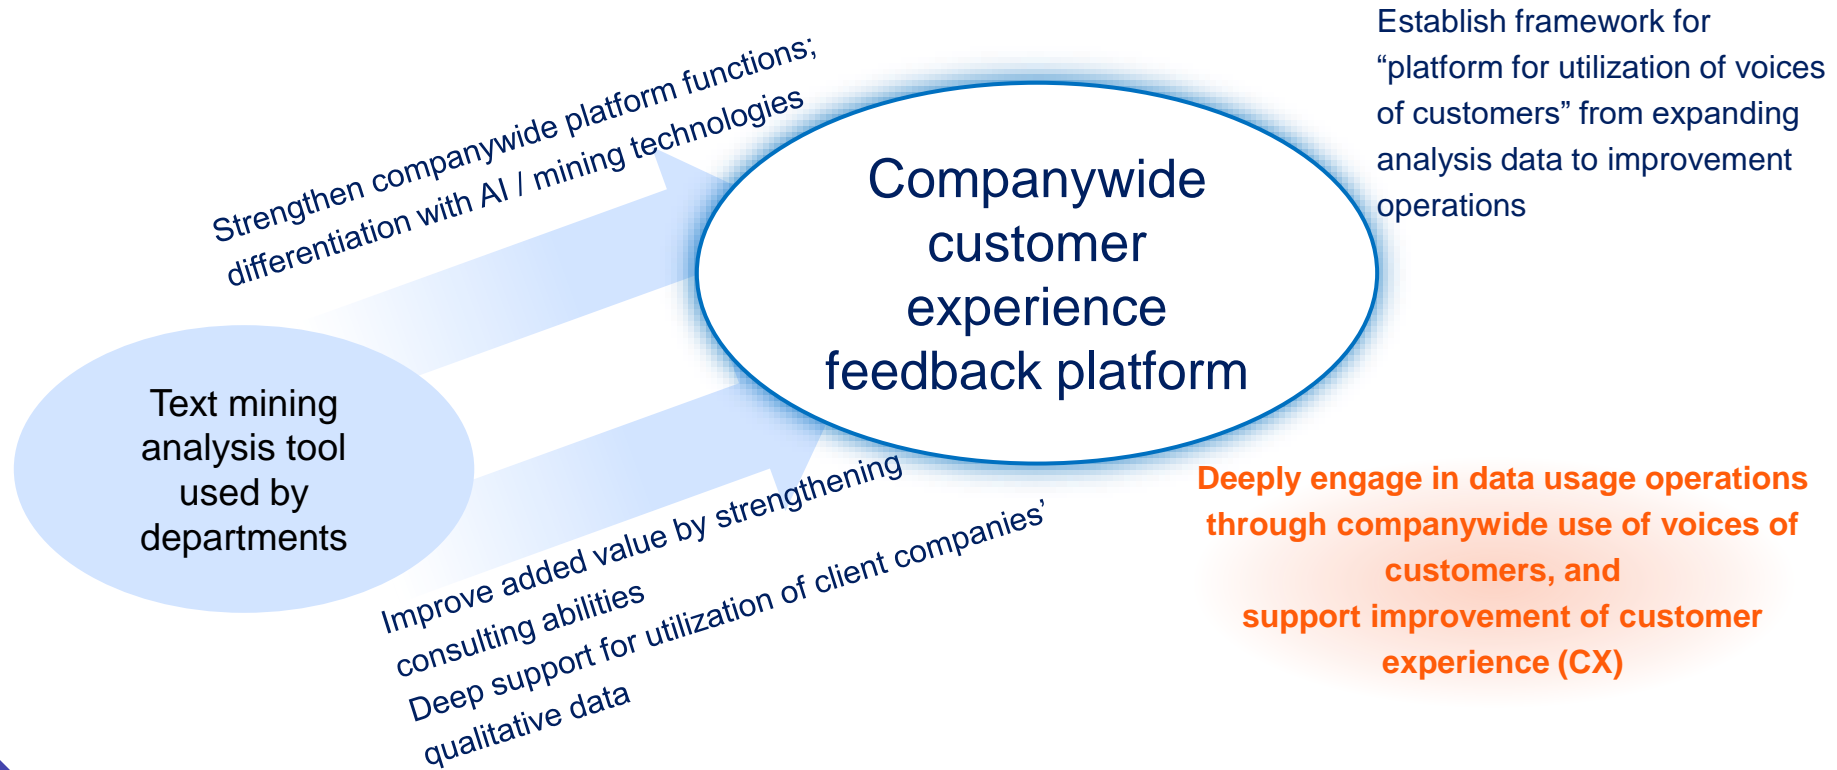 Strengthen companywide platform functions;
differentiation with AI / mining technologies
Text mining
analysis tool
used by
departments
Improve added value by strengthening
consulting abilities
Deep support for utilization of client companies’
qualitative data
Companywide
customer
experience
feedback platform
Establish framework for
“platform for utilization of voices
of customers” from expanding
analysis data to improvement
operations
Deeply engage in data usage operations
through companywide use of voices of
customers, and
support improvement of customer
experience (CX)